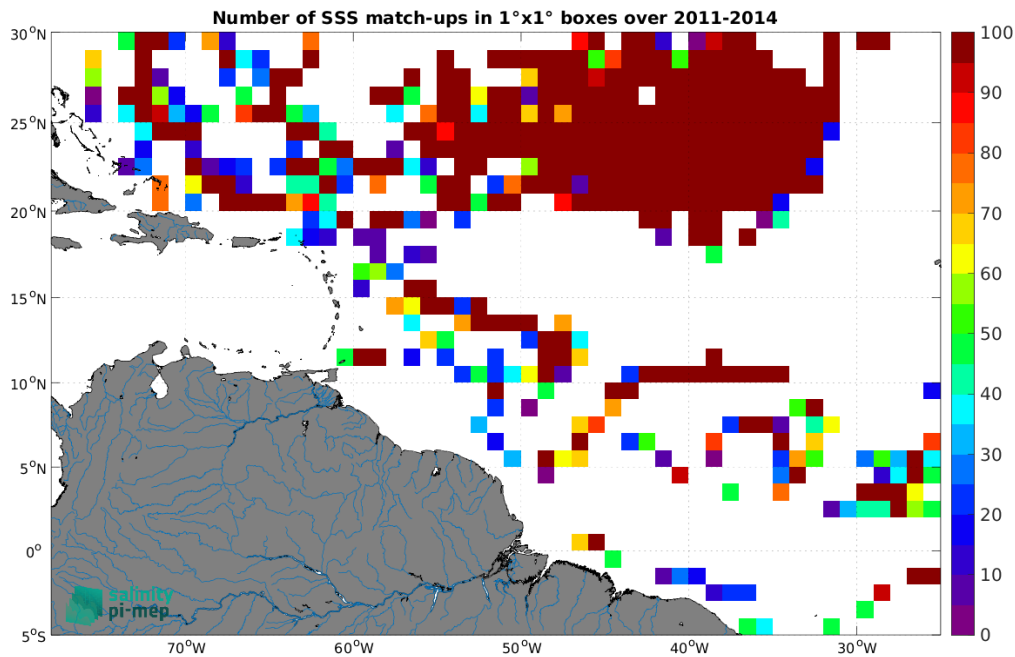 Number of SSS match-ups in 1°x1° boxes over 2011-2014
30°N
25°N
20°N
15°N
10°N
5°N
0°
5°S
70°W
60°W
50°W
40°W
30°W
100
90
80
70
60
50
40
30
20
10
0
salinity
pi-mep